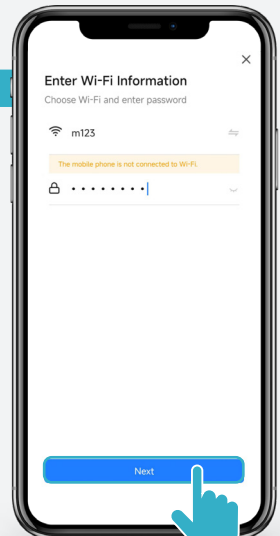 Enter Wi-Fi Information
Choose Wi-Fi and enter password
m123
The mobile phone is not connected to Wi-Fi.
Next